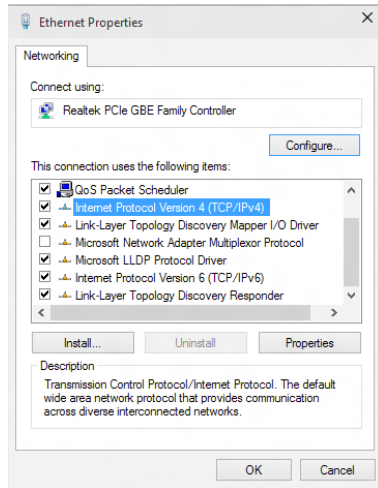 Ethernet Properties
Networking
Connect using:
Realtek PCIe GBE Family Controller
Configure...
This connection uses the following items:
QoS Packet Scheduler
Internet Protocol Version 4 (TCP/IPv4)
Link-Layer Topology Discovery Mapper I/O Driver
Microsoft Network Adapter Multiplexor Protocol
Microsoft LLDP Protocol Driver
Internet Protocol Version 6 (TCP/IPv6)
Link-Layer Topology Discovery Responder
Install... Uninstall Properties
Description
Transmission Control Protocol/Internet Protocol. The default
wide area network protocol that provides communication
across diverse interconnected networks.
OK Cancel